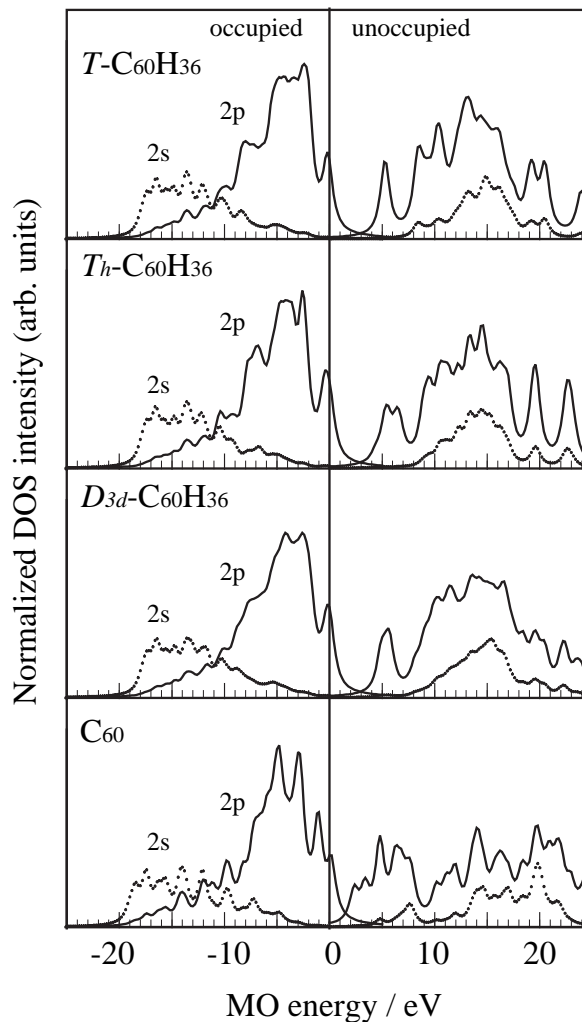 occupied unoccupied
T-C60H36
2p
2s
Th-C60H36
2p
2s
D3d-C60H36
2p
2s
C60
2p
2s
Normalized DOS intensity (arb. units)
-20 -10 0 10 20
MO energy / eV